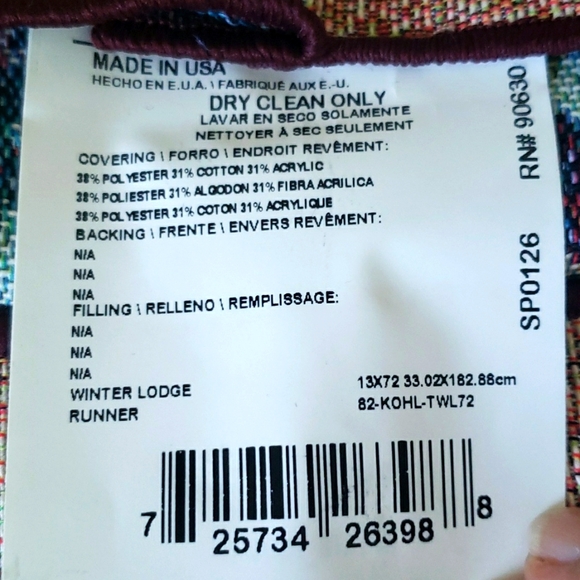 MADE IN USA
HECHO EN E.U.A. \ FABRIQUÉ AUX E.-U.
DRY CLEAN ONLY
LAVAR EN SECO SOLAMENTE
NETTOYER À SEC SEULEMENT
COVERING \ FORRO \ ENDROIT REVÊMENT:
38% POLYESTER 31% COTTON 31% ACRYLIC
38% POLIESTER 31% ALGODON 31% FIBRA ACRILICA
38% POLYESTER 31% COTON 31% ACRYLIQUE
BACKING \ FRENTE \ ENVERS REVÊMENT:
N/A
N/A
N/A
FILLING \ RELLENO \ REMPLISSAGE:
N/A
N/A
N/A
WINTER LODGE
RUNNER
13X72 33.02X182.88cm
82-KOHL-TWL72
7 25734 26398 8
RN# 90630
SP0126